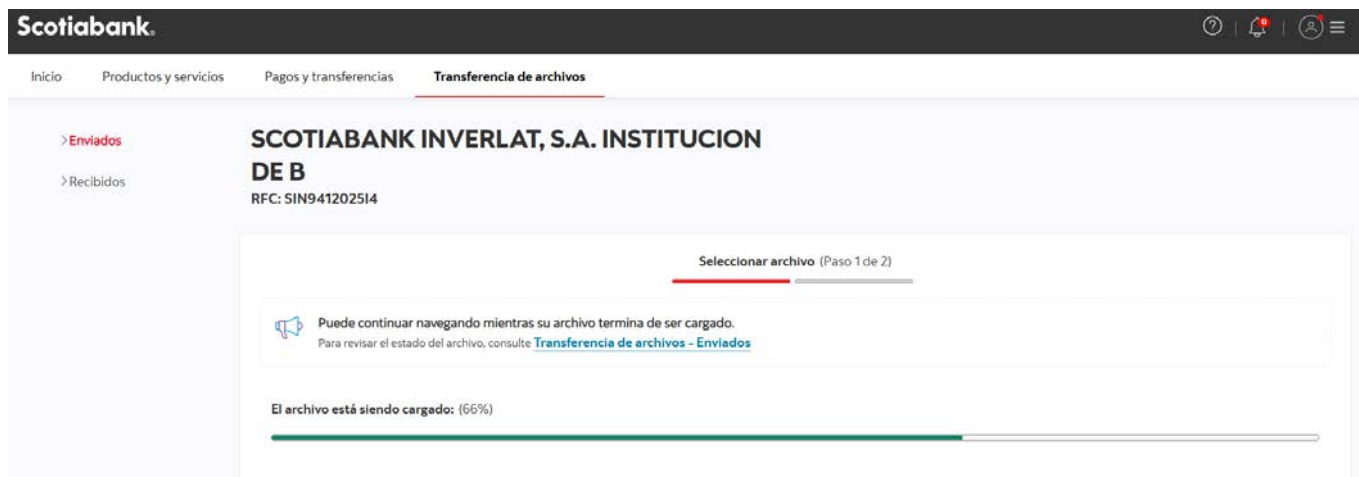 Scotiabank.
Inicio Productos y servicios Pagos y transferencias Transferencia de archivos
>Enviados
>Recibidos
SCOTIABANK INVERLAT, S.A. INSTITUCION
DE B
RFC: SIN9412025I4
Seleccionar archivo (Paso 1 de 2)
Puede continuar navegando mientras su archivo termina de ser cargado.
Para revisar el estado del archivo, consulte Transferencia de archivos - Enviados
El archivo está siendo cargado: (66%)